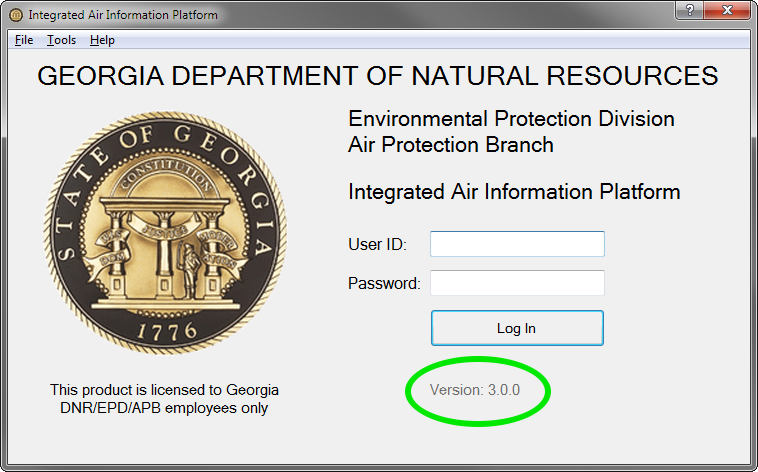 Integrated Air Information Platform
File Tools Help
GEORGIA DEPARTMENT OF NATURAL RESOURCES
Environmental Protection Division
Air Protection Branch
Integrated Air Information Platform
STATE OF GEORGIA
CONSTITUTION
WISDOM
JUSTICE
MODERATION
1776
User ID:
Password:
Log In
This product is licensed to Georgia
DNR/EPD/APB employees only
Version: 3.0.0